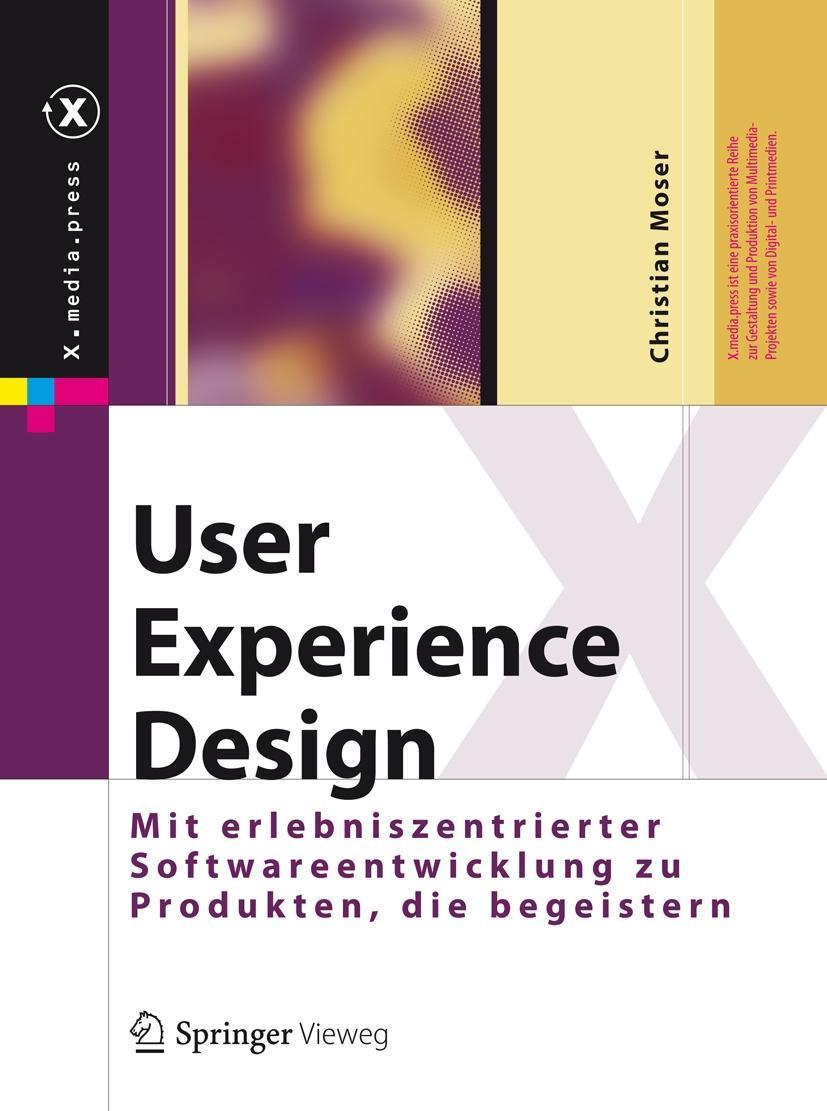 X
X.media.press
Christian Moser
X.media.press ist eine praxisorientierte Reihe
zur Gestaltung und Produktion von Multimedia-
Projekten sowie von Digital- und Printmedien.
X
User
Experience
Design
Mit erlebniszentrierter
Softwareentwicklung zu
Produkten, die begeistern
Springer Vieweg